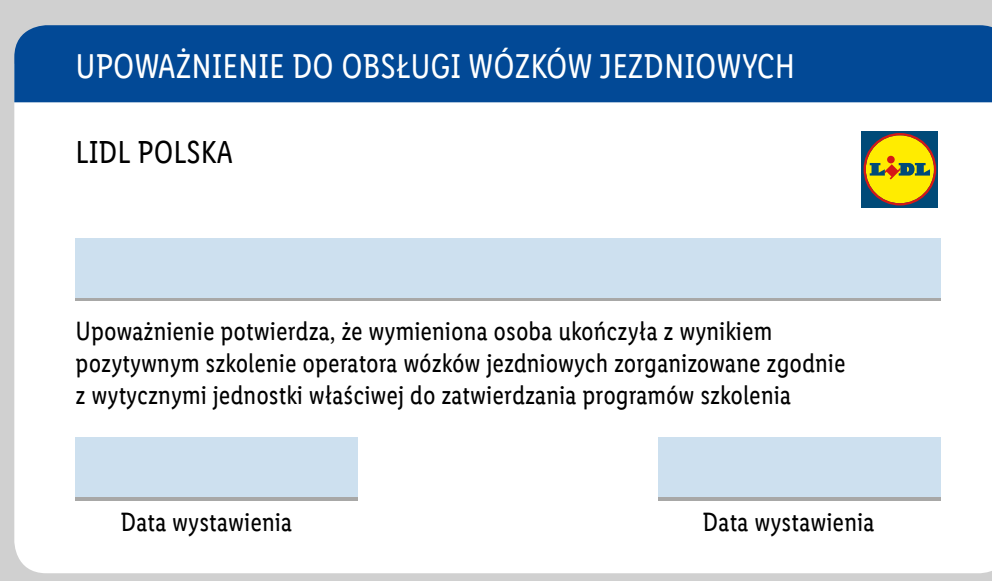 UPOWAŻNIENIE DO OBSŁUGI WÓZKÓW JEZDNIOWYCH
LIDL POLSKA
LIDL
Upoważnienie potwierdza, że wymieniona osoba ukończyła z wynikiem
pozytywnym szkolenie operatora wózków jezdniowych zorganizowane zgodnie
z wytycznymi jednostki właściwej do zatwierdzania programów szkolenia
Data wystawienia
Data wystawienia